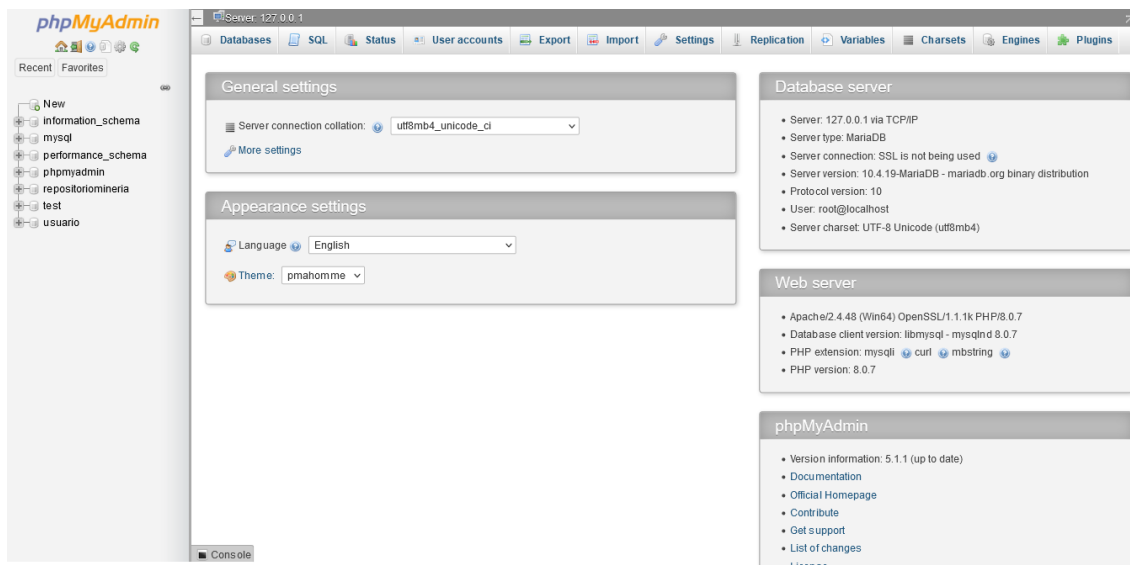 phpMyAdmin
Recent Favorites
New
information_schema
mysql
performance_schema
phpmyadmin
repositoriomineria
test
usuario
Server: 127.0.0.1
Databases SQL Status User accounts Export Import Settings Replication Variables Charsets Engines Plugins
General settings
Server connection collation: utf8mb4_unicode_ci
More settings
Appearance settings
Language English
Theme: pmahomme
Database server
Server: 127.0.0.1 via TCP/IP
Server type: MariaDB
Server connection: SSL is not being used
Server version: 10.4.19-MariaDB - mariadb.org binary distribution
Protocol version: 10
User: root@localhost
Server charset: UTF-8 Unicode (utf8mb4)
Web server
Apache/2.4.48 (Win64) OpenSSL/1.1.1k PHP/8.0.7
Database client version: libmysql - mysqlnd 8.0.7
PHP extension: mysqli curl mbstring
PHP version: 8.0.7
phpMyAdmin
Version information: 5.1.1 (up to date)
Documentation
Official Homepage
Contribute
Get support
List of changes
Console